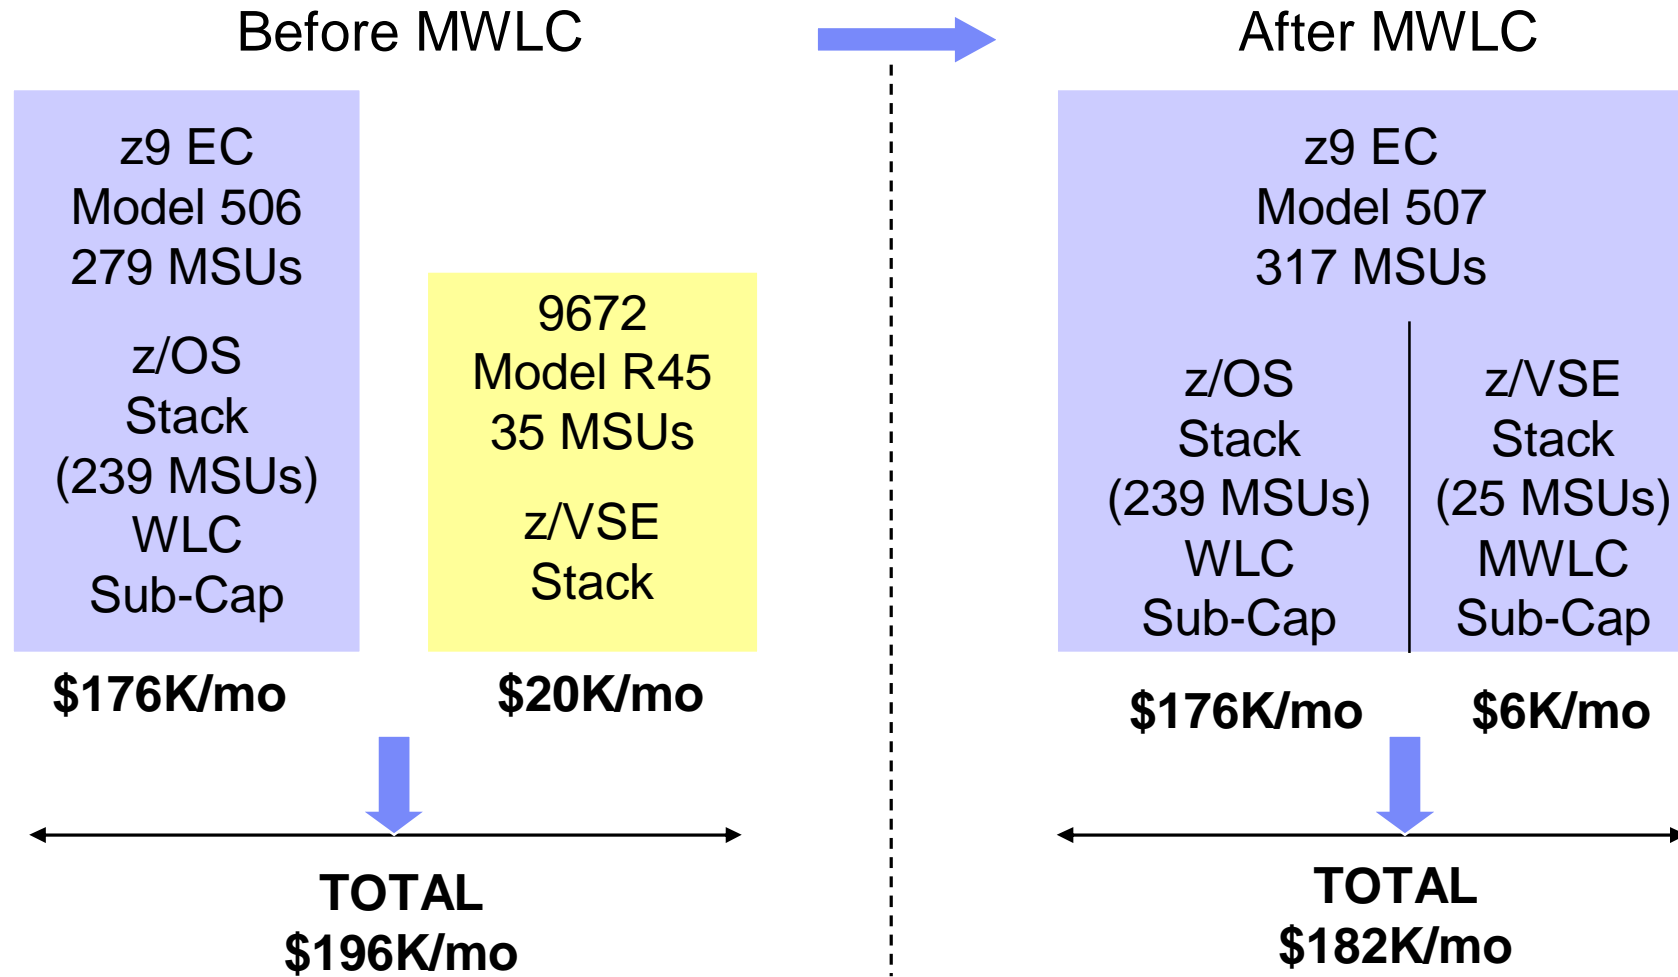 Before MWLC
After MWLC
z9 EC
Model 506
279 MSUs
z/OS
Stack
(239 MSUs)
WLC
Sub-Cap
$176K/mo
9672
Model R45
35 MSUs
z/VSE
Stack
$20K/mo
TOTAL
$196K/mo
z9 EC
Model 507
317 MSUs
z/OS
Stack
(239 MSUs)
WLC
Sub-Cap
$176K/mo
z/VSE
Stack
(25 MSUs)
MWLC
Sub-Cap
$6K/mo
TOTAL
$182K/mo